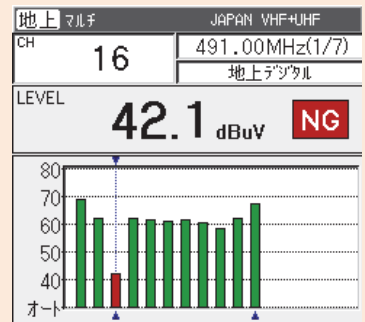 地上 ﾏﾙﾁ JAPAN VHF+UHF
CH 16 491.00MHz(1/7)
地上ﾃﾞｼﾞﾀﾙ
LEVEL
42.1 dBuV NG
80
70
60
50
40
オート